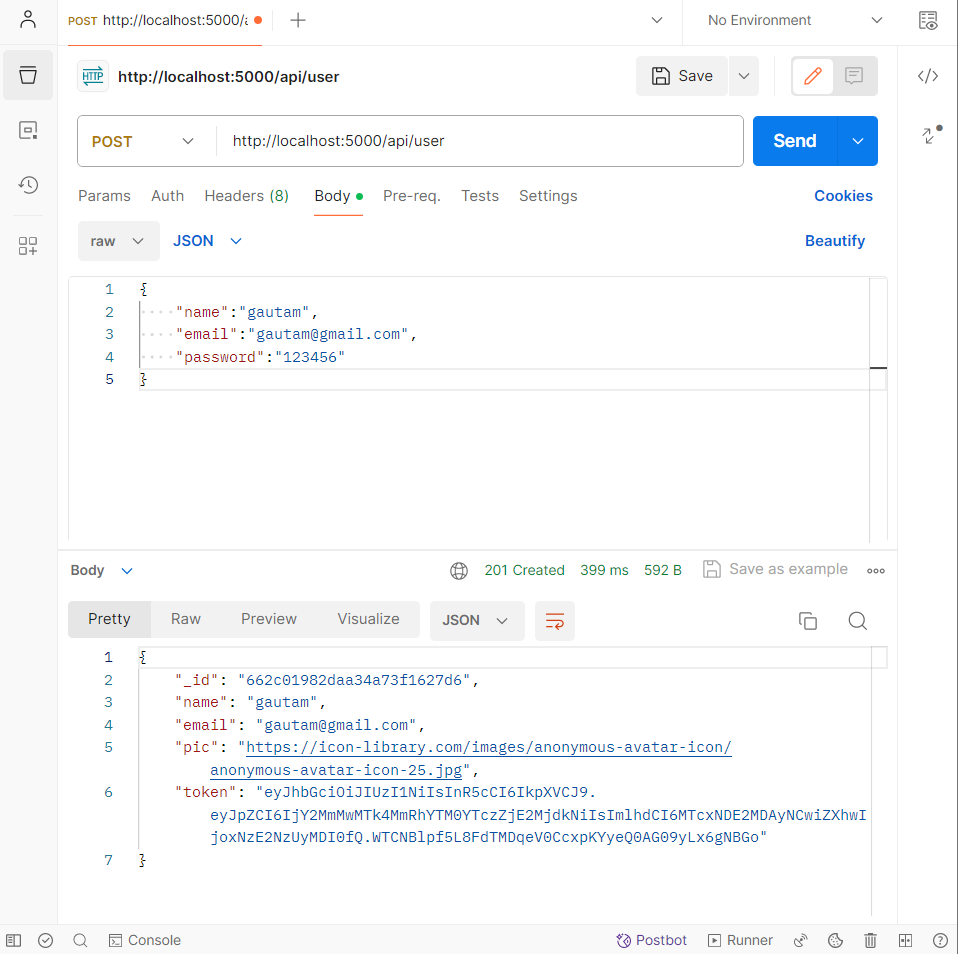 POST http://localhost:5000/a
No Environment
HTTP http://localhost:5000/api/user
Save
POST http://localhost:5000/api/user
Send
Params Auth Headers (8) Body Pre-req. Tests Settings Cookies
raw JSON Beautify
1 {
2 "name":"gautam",
3 "email":"gautam@gmail.com",
4 "password":"123456"
5 }
Body 201 Created 399 ms 592 B Save as example
Pretty Raw Preview Visualize JSON
1 {
2 "_id": "662c01982daa34a73f1627d6",
3 "name": "gautam",
4 "email": "gautam@gmail.com",
5 "pic": "https://icon-library.com/images/anonymous-avatar-icon/
anonymous-avatar-icon-25.jpg",
6 "token": "eyJhbGciOiJIUzI1NiIsInR5cCI6IkpXVCJ9.
eyJpZCI6IjY2MmMwMTk4MmRhYTM0YTczZjE2MjdkNiIsImlhdCI6MTcxNDE2MDAyNCwiZXhwI
joxNzE2NzUyMDI0fQ.WTCNBlpf5L8FdTMDqeV0CcxpKYyeQ0AG09yLx6gNBGo"
7 }
Console Postbot Runner